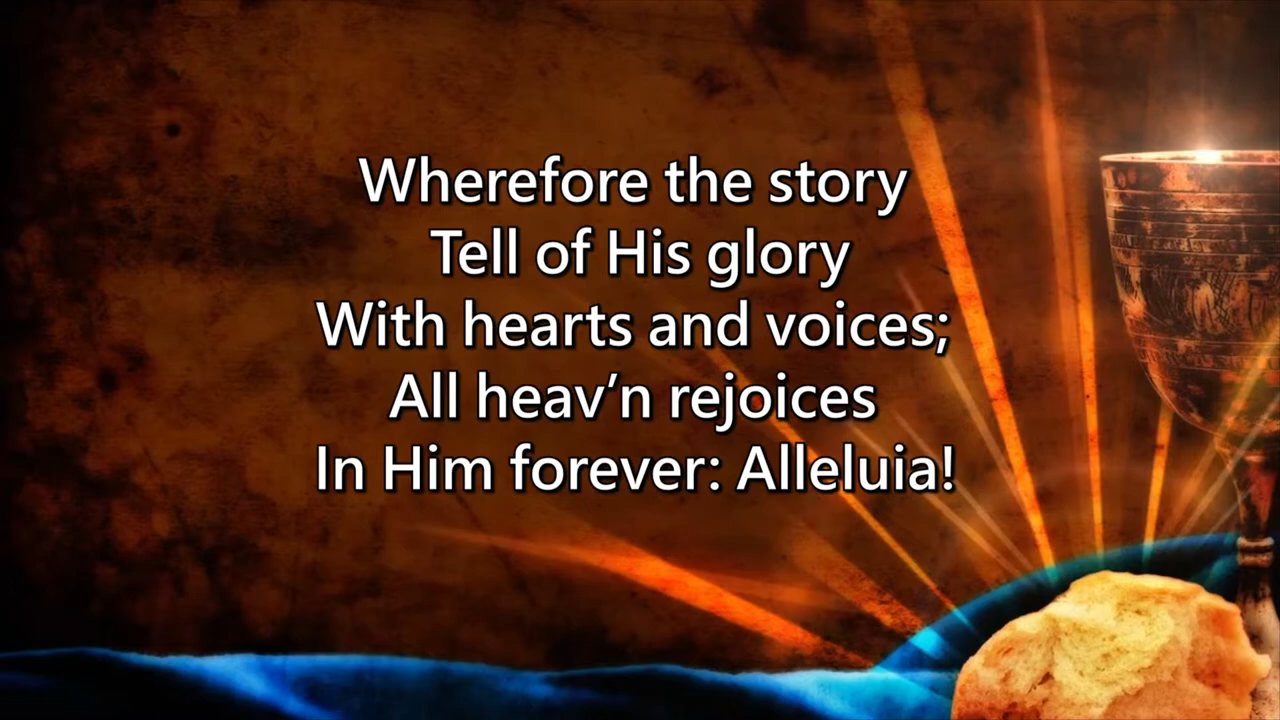 Wherefore the story
Tell of His glory
With hearts and voices;
All heav’n rejoices
In Him forever: Alleluia!